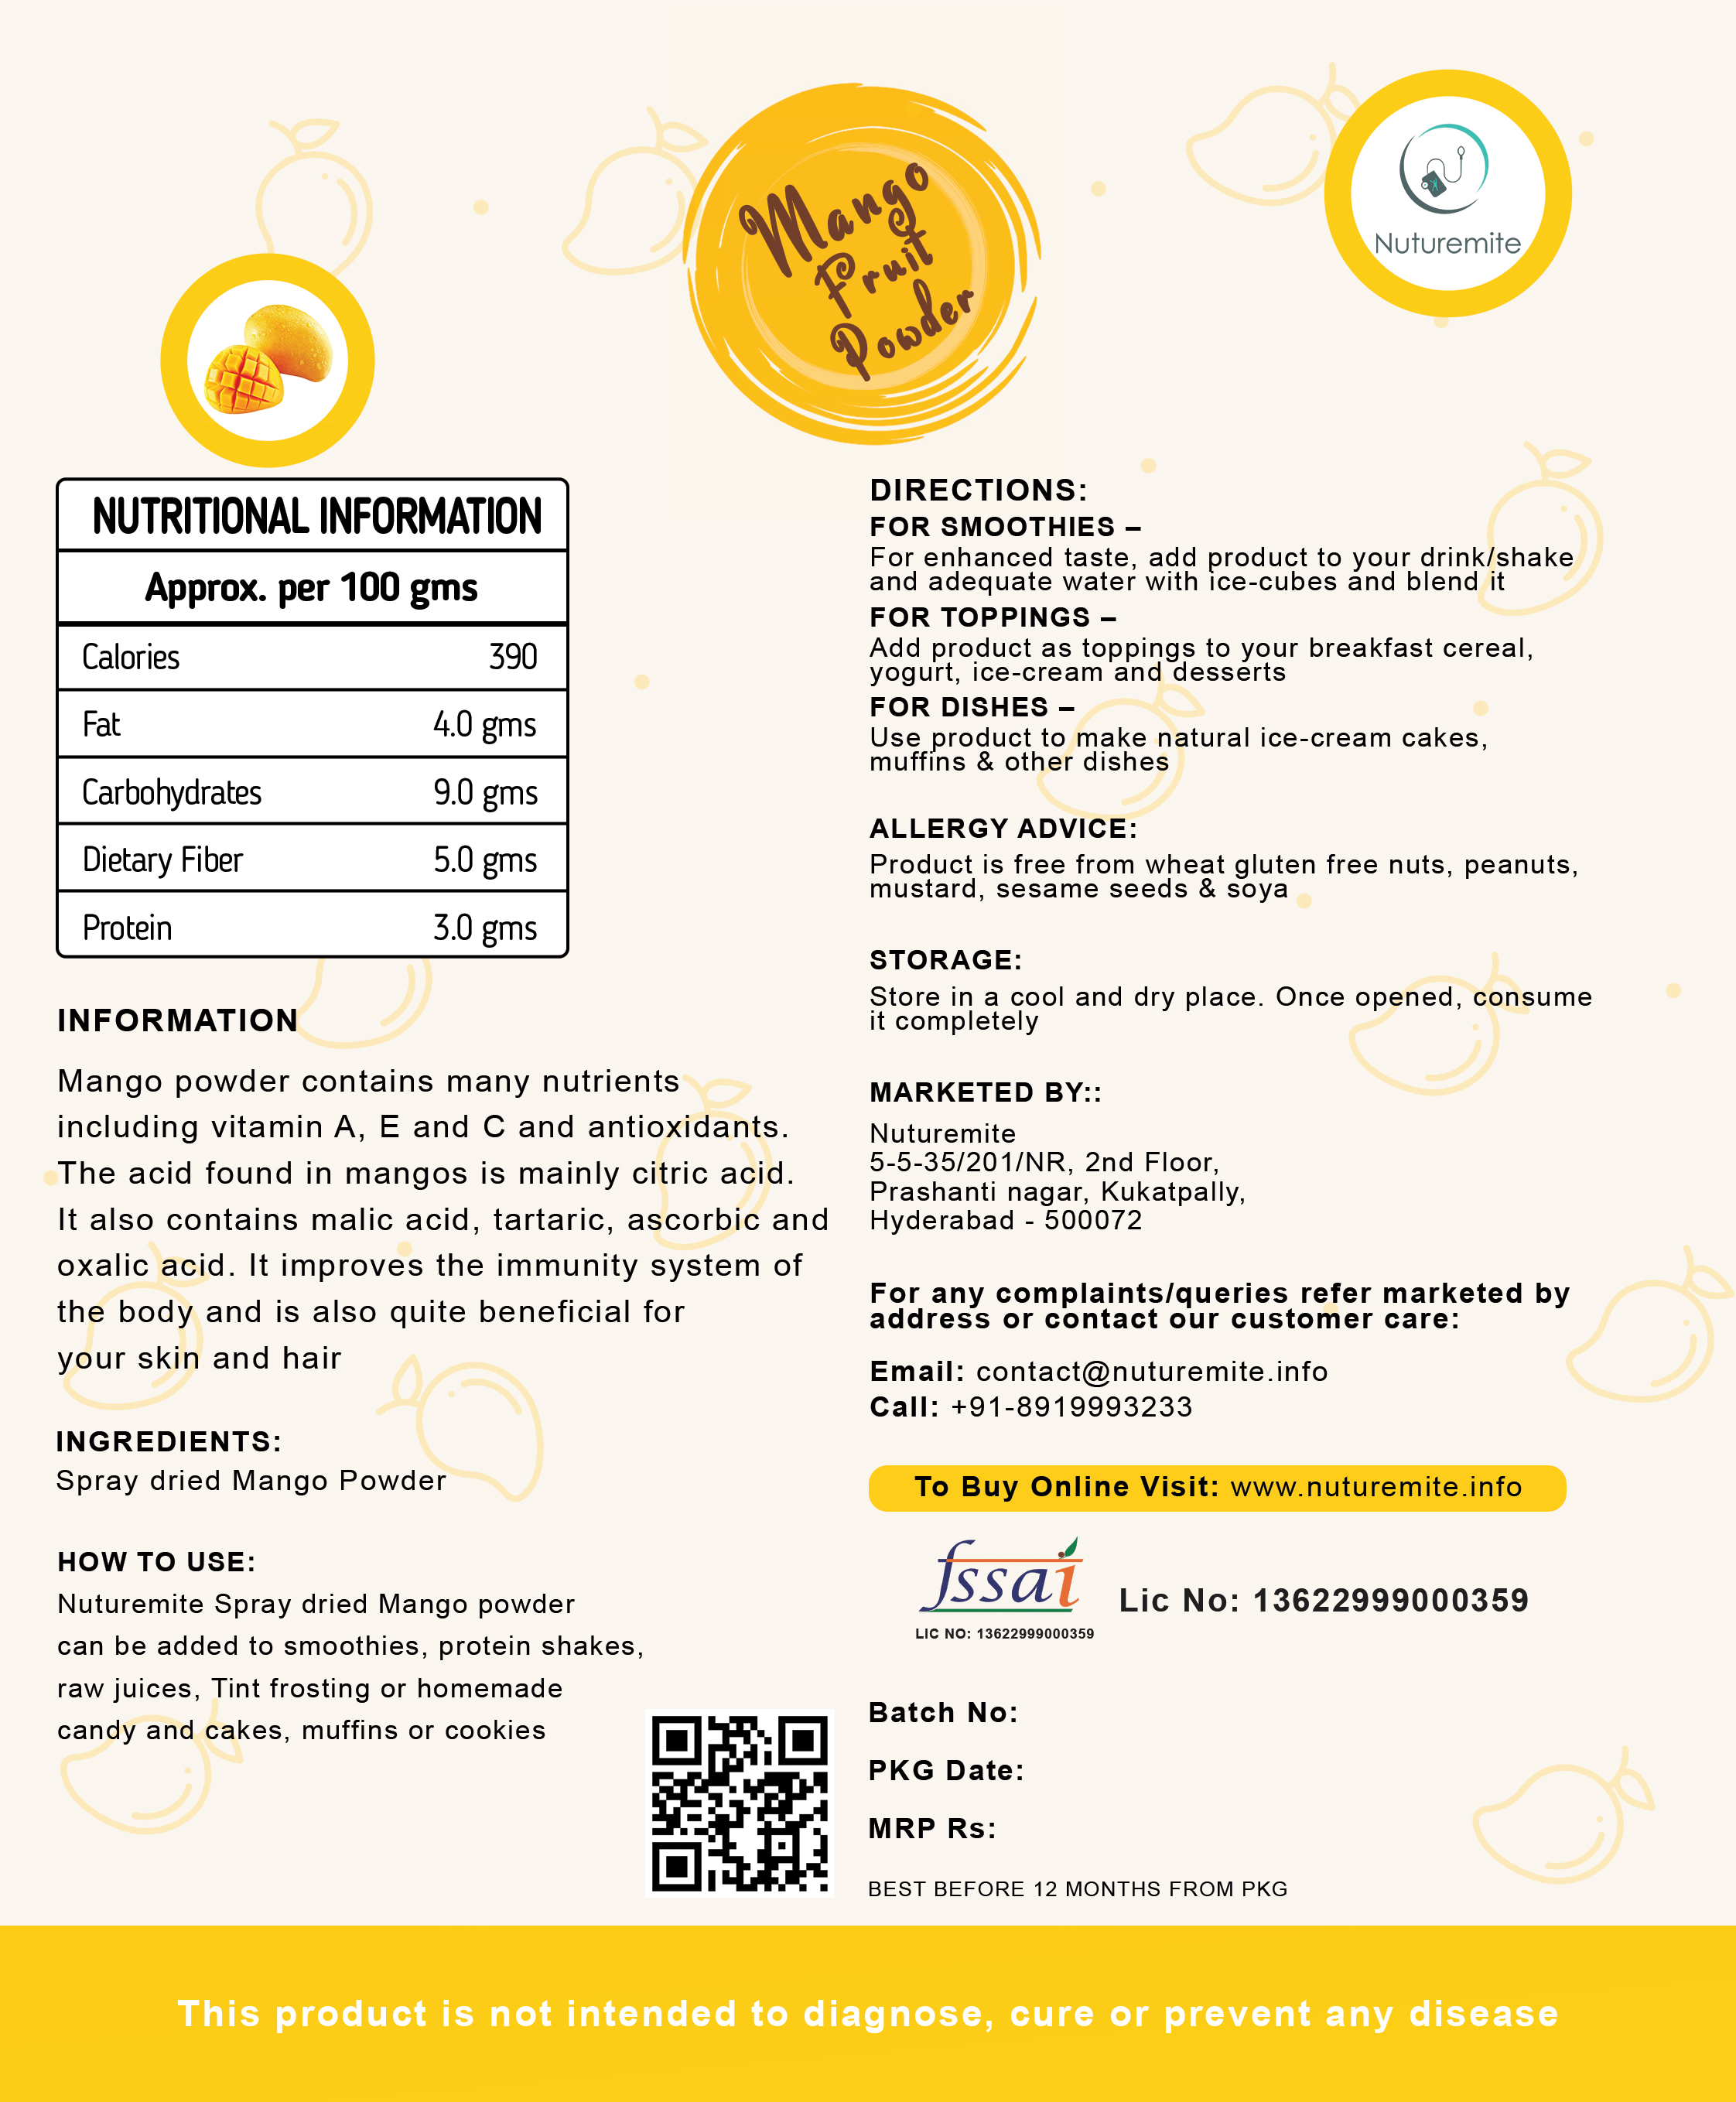 Mango
Fruit
Powder
Nuturemite
NUTRITIONAL INFORMATION
Approx. per 100 gms
Calories 390
Fat 4.0 gms
Carbohydrates 9.0 gms
Dietary Fiber 5.0 gms
Protein 3.0 gms
INFORMATION
Mango powder contains many nutrients
including vitamin A, E and C and antioxidants.
The acid found in mangos is mainly citric acid.
It also contains malic acid, tartaric, ascorbic and
oxalic acid. It improves the immunity system of
the body and is also quite beneficial for
your skin and hair
INGREDIENTS:
Spray dried Mango Powder
HOW TO USE:
Nuturemite Spray dried Mango powder
can be added to smoothies, protein shakes,
raw juices, Tint frosting or homemade
candy and cakes, muffins or cookies
DIRECTIONS:
FOR SMOOTHIES –
For enhanced taste, add product to your drink/shake
and adequate water with ice-cubes and blend it
FOR TOPPINGS –
Add product as toppings to your breakfast cereal,
yogurt, ice-cream and desserts
FOR DISHES –
Use product to make natural ice-cream cakes,
muffins & other dishes
ALLERGY ADVICE:
Product is free from wheat gluten free nuts, peanuts,
mustard, sesame seeds & soya
STORAGE:
Store in a cool and dry place. Once opened, consume
it completely
MARKETED BY::
Nuturemite
5-5-35/201/NR, 2nd Floor,
Prashanti nagar, Kukatpally,
Hyderabad - 500072
For any complaints/queries refer marketed by
address or contact our customer care:
Email: contact@nuturemite.info
Call: +91-8919993233
To Buy Online Visit: www.nuturemite.info
fssai
LIC NO: 13622999000359
Lic No: 13622999000359
Batch No:
PKG Date:
MRP Rs:
BEST BEFORE 12 MONTHS FROM PKG
This product is not intended to diagnose, cure or prevent any disease